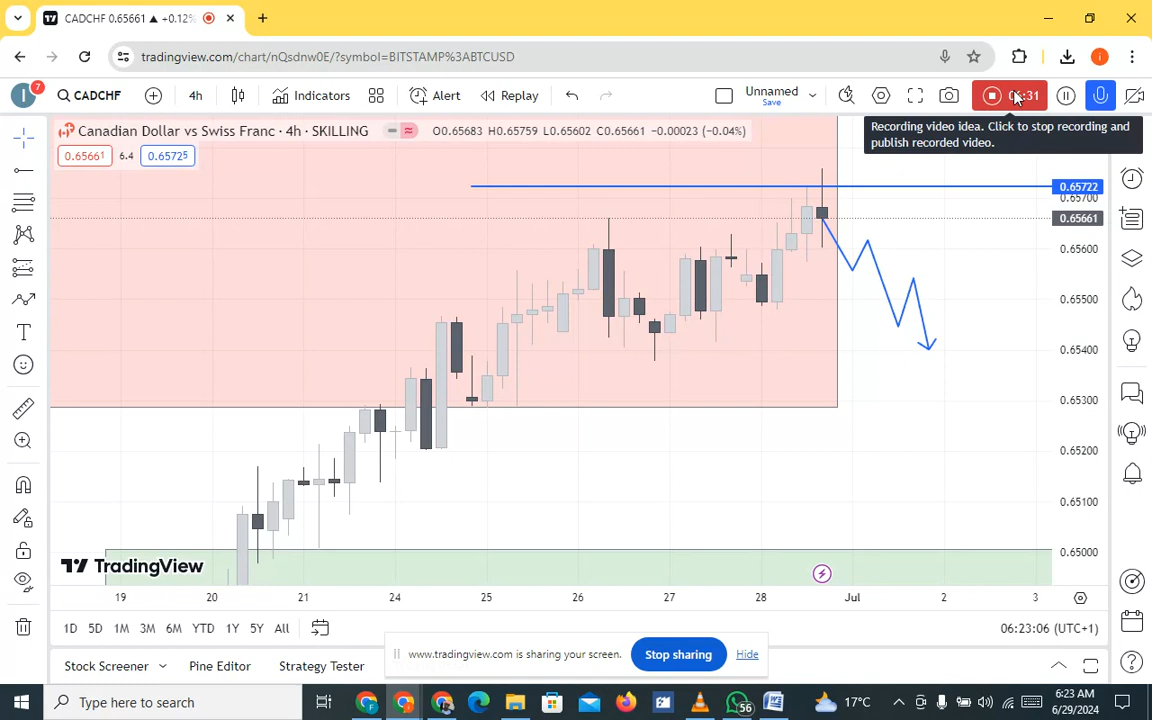 CADCHF 0.65661 ▲ +0.12%
tradingview.com/chart/nQsdnw0E/?symbol=BITSTAMP%3ABTCUSD
7
CADCHF
4h
Indicators
Alert
Replay
Unnamed
Save
:31
Recording video idea. Click to stop recording and
publish recorded video.
Canadian Dollar vs Swiss Franc · 4h · SKILLING
O0.65683 H0.65759 L0.65602 C0.65661 −0.00023 (−0.04%)
0.65661
6.4
0.65725
0.65722
0.65700
0.65661
0.65600
0.65500
0.65400
0.65300
0.65200
0.65100
0.65000
TradingView
19
20
21
24
25
26
27
28
Jul
2
3
1D
5D
1M
3M
6M
YTD
1Y
5Y
All
06:23:06 (UTC+1)
www.tradingview.com is sharing your screen.
Stop sharing
Hide
Stock Screener
Pine Editor
Strategy Tester
Type here to search
56
17°C
6:23 AM
6/29/2024